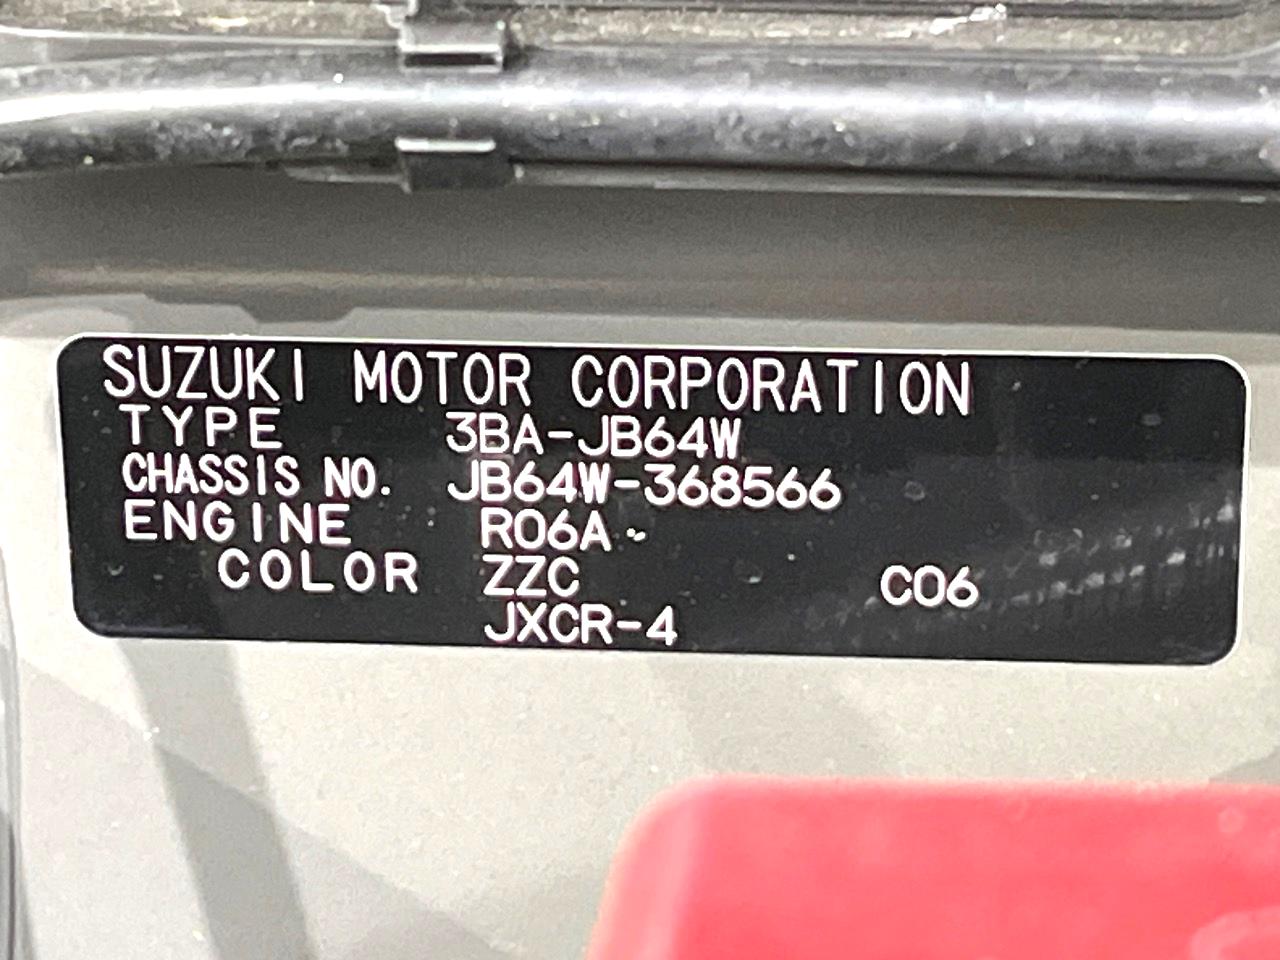 SUZUKI MOTOR CORPORATION
TYPE 3BA-JB64W
CHASSIS NO. JB64W-368566
ENGINE R06A
COLOR ZZC C06
JXCR-4